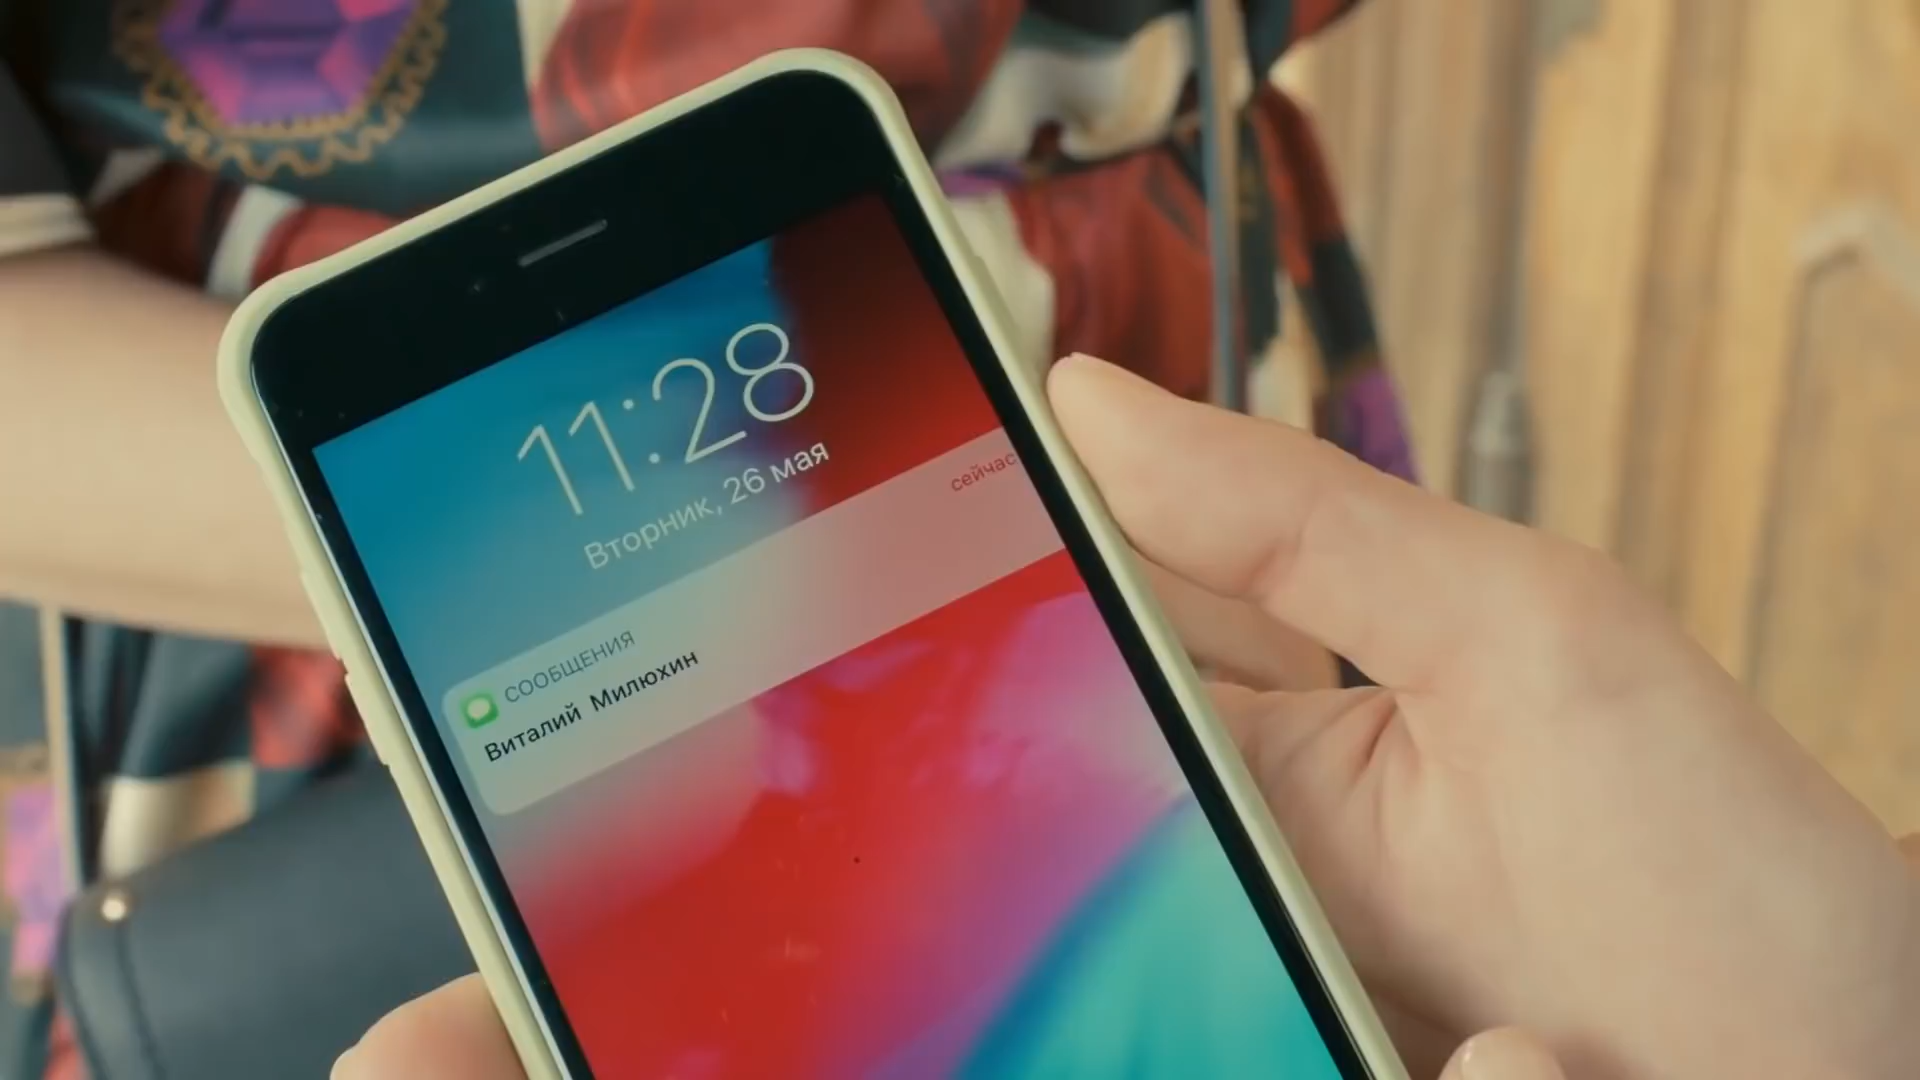 11:28
Вторник, 26 мая
сейчас
СООБЩЕНИЯ
Виталий Милюхин